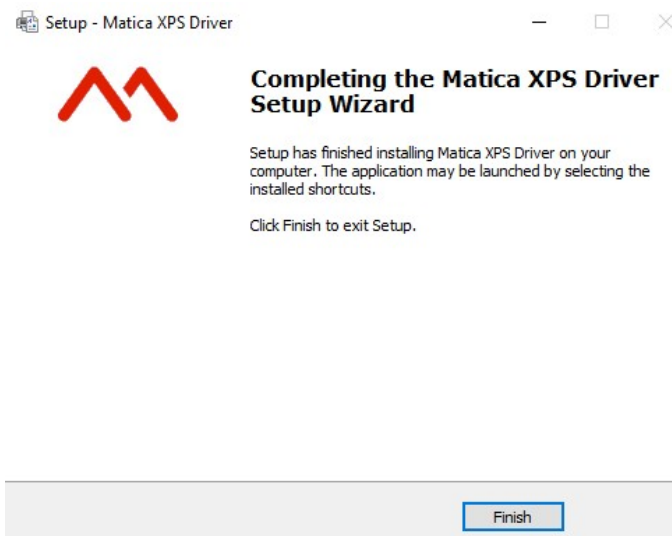 Setup - Matica XPS Driver
Completing the Matica XPS Driver
Setup Wizard
Setup has finished installing Matica XPS Driver on your
computer. The application may be launched by selecting the
installed shortcuts.
Click Finish to exit Setup.
Finish